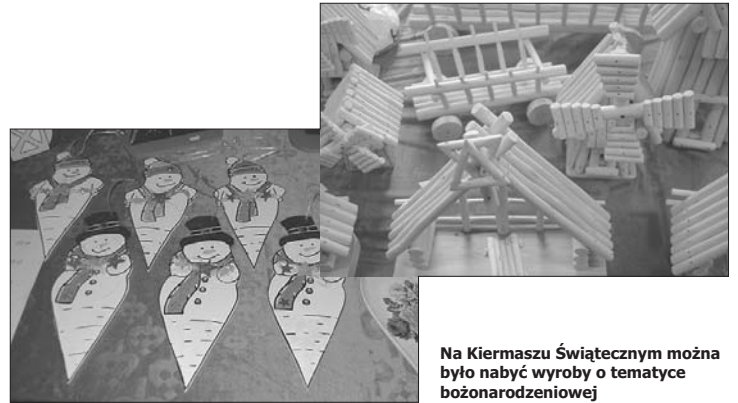 Na Kiermaszu Świątecznym można
było nabyć wyroby o tematyce
bożonarodzeniowej